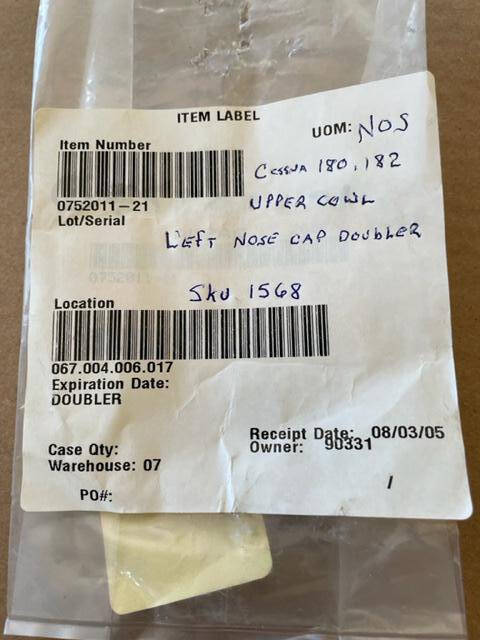 ITEM LABEL
UOM: NOS
Item Number
Cessna 180, 182
0752011-21
UPPER COWL
Lot/Serial
Left NOSE CAP DOUBLER
Sku 1568
Location
067.004.006.017
Expiration Date:
DOUBLER
Receipt Date: 08/03/05
Case Qty:
Owner: 90331
Warehouse: 07
/
PO#: